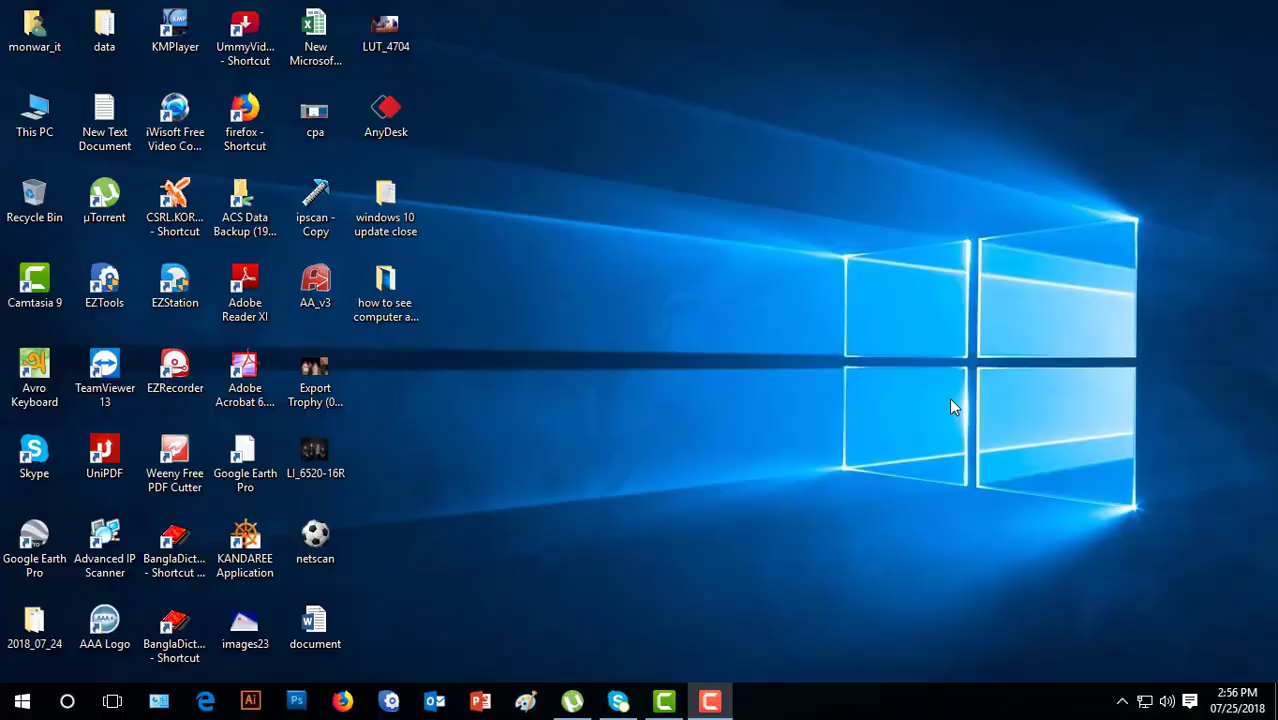 monwar_it
data
KMPlayer
UmmyVid...
- Shortcut
New
Microsof...
LUT_4704
This PC
New Text
Document
iWisoft Free
Video Co...
firefox -
Shortcut
cpa
AnyDesk
Recycle Bin
µTorrent
CSRL.KOR...
- Shortcut
ACS Data
Backup (19...
ipscan -
Copy
windows 10
update close
Camtasia 9
EZTools
EZStation
Adobe
Reader XI
AA_v3
how to see
computer a...
Avro
Keyboard
TeamViewer
13
EZRecorder
Adobe
Acrobat 6....
Export
Trophy (0...
Skype
UniPDF
Weeny Free
PDF Cutter
Google Earth
Pro
LI_6520-16R
Google Earth
Pro
Advanced IP
Scanner
BanglaDict...
- Shortcut ...
KANDAREE
Application
netscan
2018_07_24
AAA Logo
BanglaDict...
- Shortcut
images23
document
2:56 PM
07/25/2018